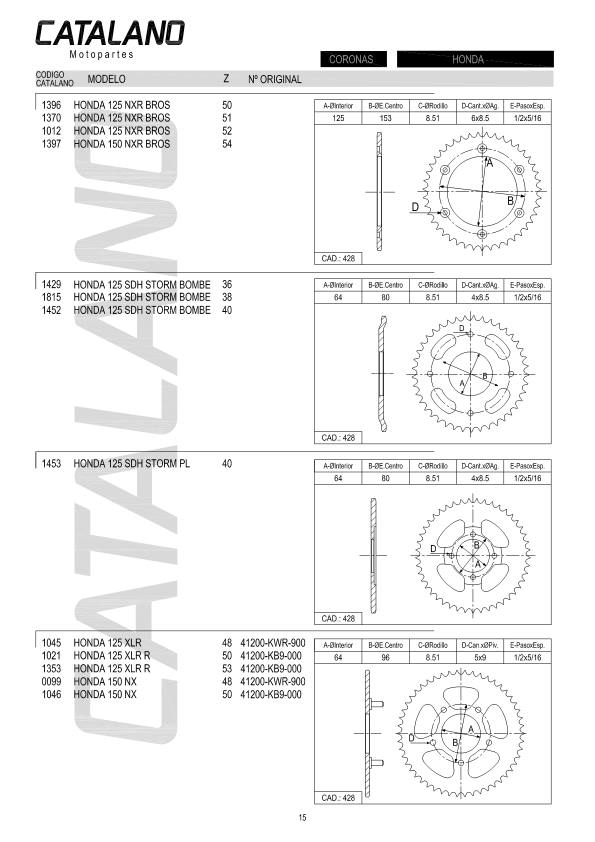 CATALANO
Motopartes
CORONAS HONDA
CODIGO CATALANO MODELO Z Nº ORIGINAL
1396 HONDA 125 NXR BROS 50
1370 HONDA 125 NXR BROS 51
1012 HONDA 125 NXR BROS 52
1397 HONDA 150 NXR BROS 54
A-ØInterior B-ØE.Centro C-ØRodillo D-Cant.xØAg. E-PasoxEsp.
125 153 8.51 6x8.5 1/2x5/16
A
B
D
CAD.: 428
1429 HONDA 125 SDH STORM BOMBE 36
1815 HONDA 125 SDH STORM BOMBE 38
1452 HONDA 125 SDH STORM BOMBE 40
A-ØInterior B-ØE.Centro C-ØRodillo D-Cant.xØAg. E-PasoxEsp.
64 80 8.51 4x8.5 1/2x5/16
D
A B
CAD.: 428
1453 HONDA 125 SDH STORM PL 40
A-ØInterior B-ØE.Centro C-ØRodillo D-Cant.xØAg. E-PasoxEsp.
64 80 8.51 4x8.5 1/2x5/16
D B
A
CAD.: 428
1045 HONDA 125 XLR 48 41200-KWR-900
1021 HONDA 125 XLR R 50 41200-KB9-000
1353 HONDA 125 XLR R 53 41200-KB9-000
0099 HONDA 150 NX 48 41200-KWR-900
1046 HONDA 150 NX 50 41200-KB9-000
A-ØInterior B-ØE.Centro C-ØRodillo D-Can.xØPiv. E-PasoxEsp.
64 96 8.51 5x9 1/2x5/16
A
D B
CAD.: 428
CATALANO
15